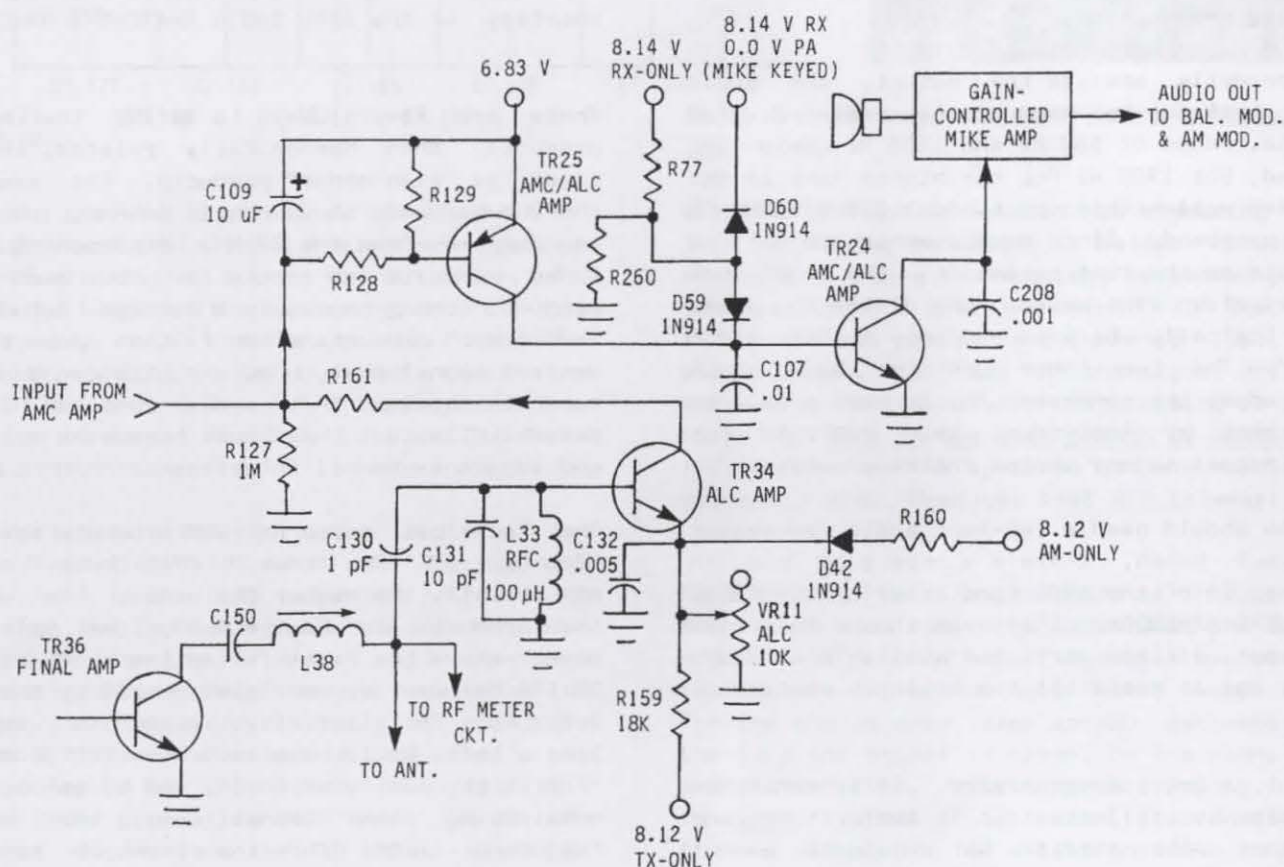 8.14 V RX
8.14 V
0.0 V PA
RX-ONLY (MIKE KEYED)
6.83 V
GAIN-
CONTROLLED
MIKE AMP
AUDIO OUT
TO BAL. MOD.
& AM MOD.
+
C109
10 uF
R129
TR25
AMC/ALC
AMP
R77
D60
1N914
TR24
AMC/ALC
AMP
R128
R260
D59
1N914
C208
.001
C107
.01
INPUT FROM
AMC AMP
R161
R127
1M
TR34
ALC AMP
L33
RFC
100µH
C132
.005
C130
1 pF
C131
10 pF
R160
8.12 V
AM-ONLY
D42
1N914
VR11
ALC
10K
C150
L38
TR36
FINAL AMP
TO RF METER
CKT.
TO ANT.
R159
18K
8.12 V
TX-ONLY